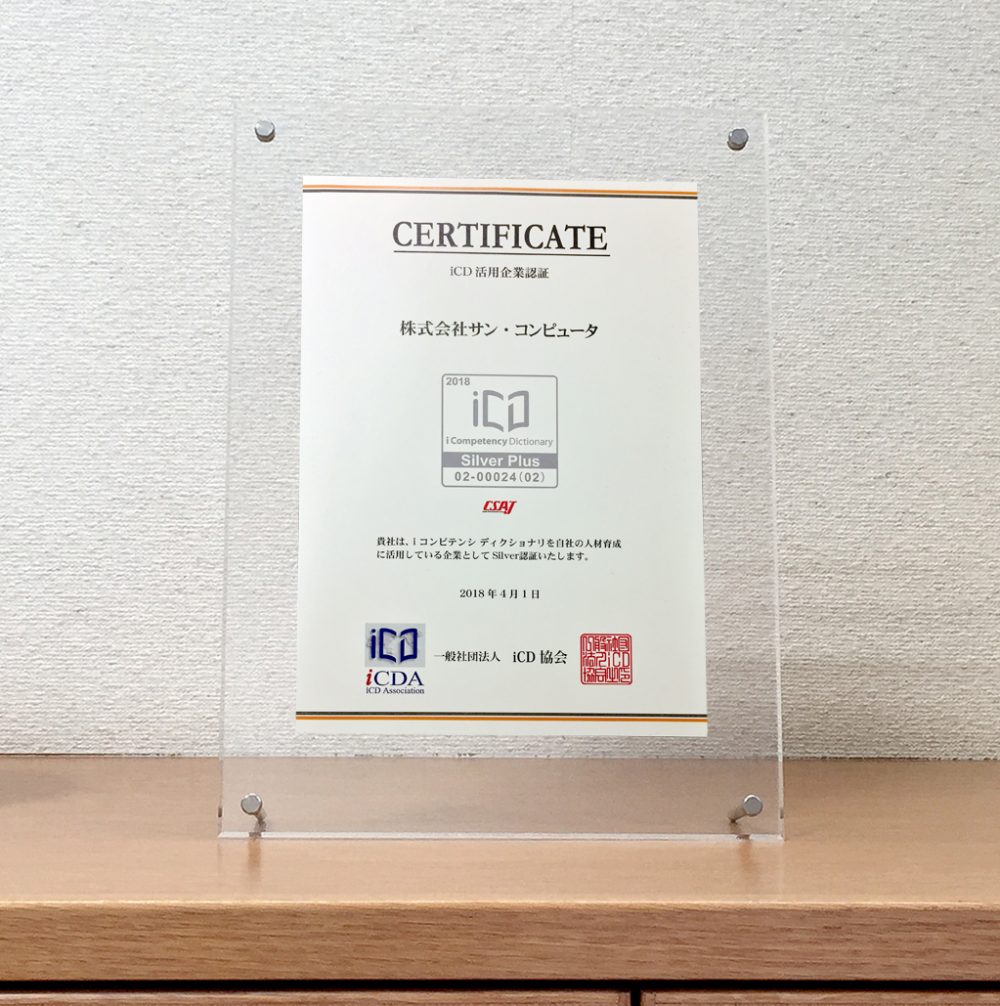 CERTIFICATE
iCD 活用企業認証
株式会社サン・コンピュータ
2018
iCD
i Competency Dictionary
Silver Plus
02-00024(02)
CSAJ
貴社は、i コンピテンシ ディクショナリを自社の人材育成
に活用している企業として Silver認証いたします。
2018 年 4 月 1 日
iCD
iCDA
iCD Association
一般社団法人 iCD 協会